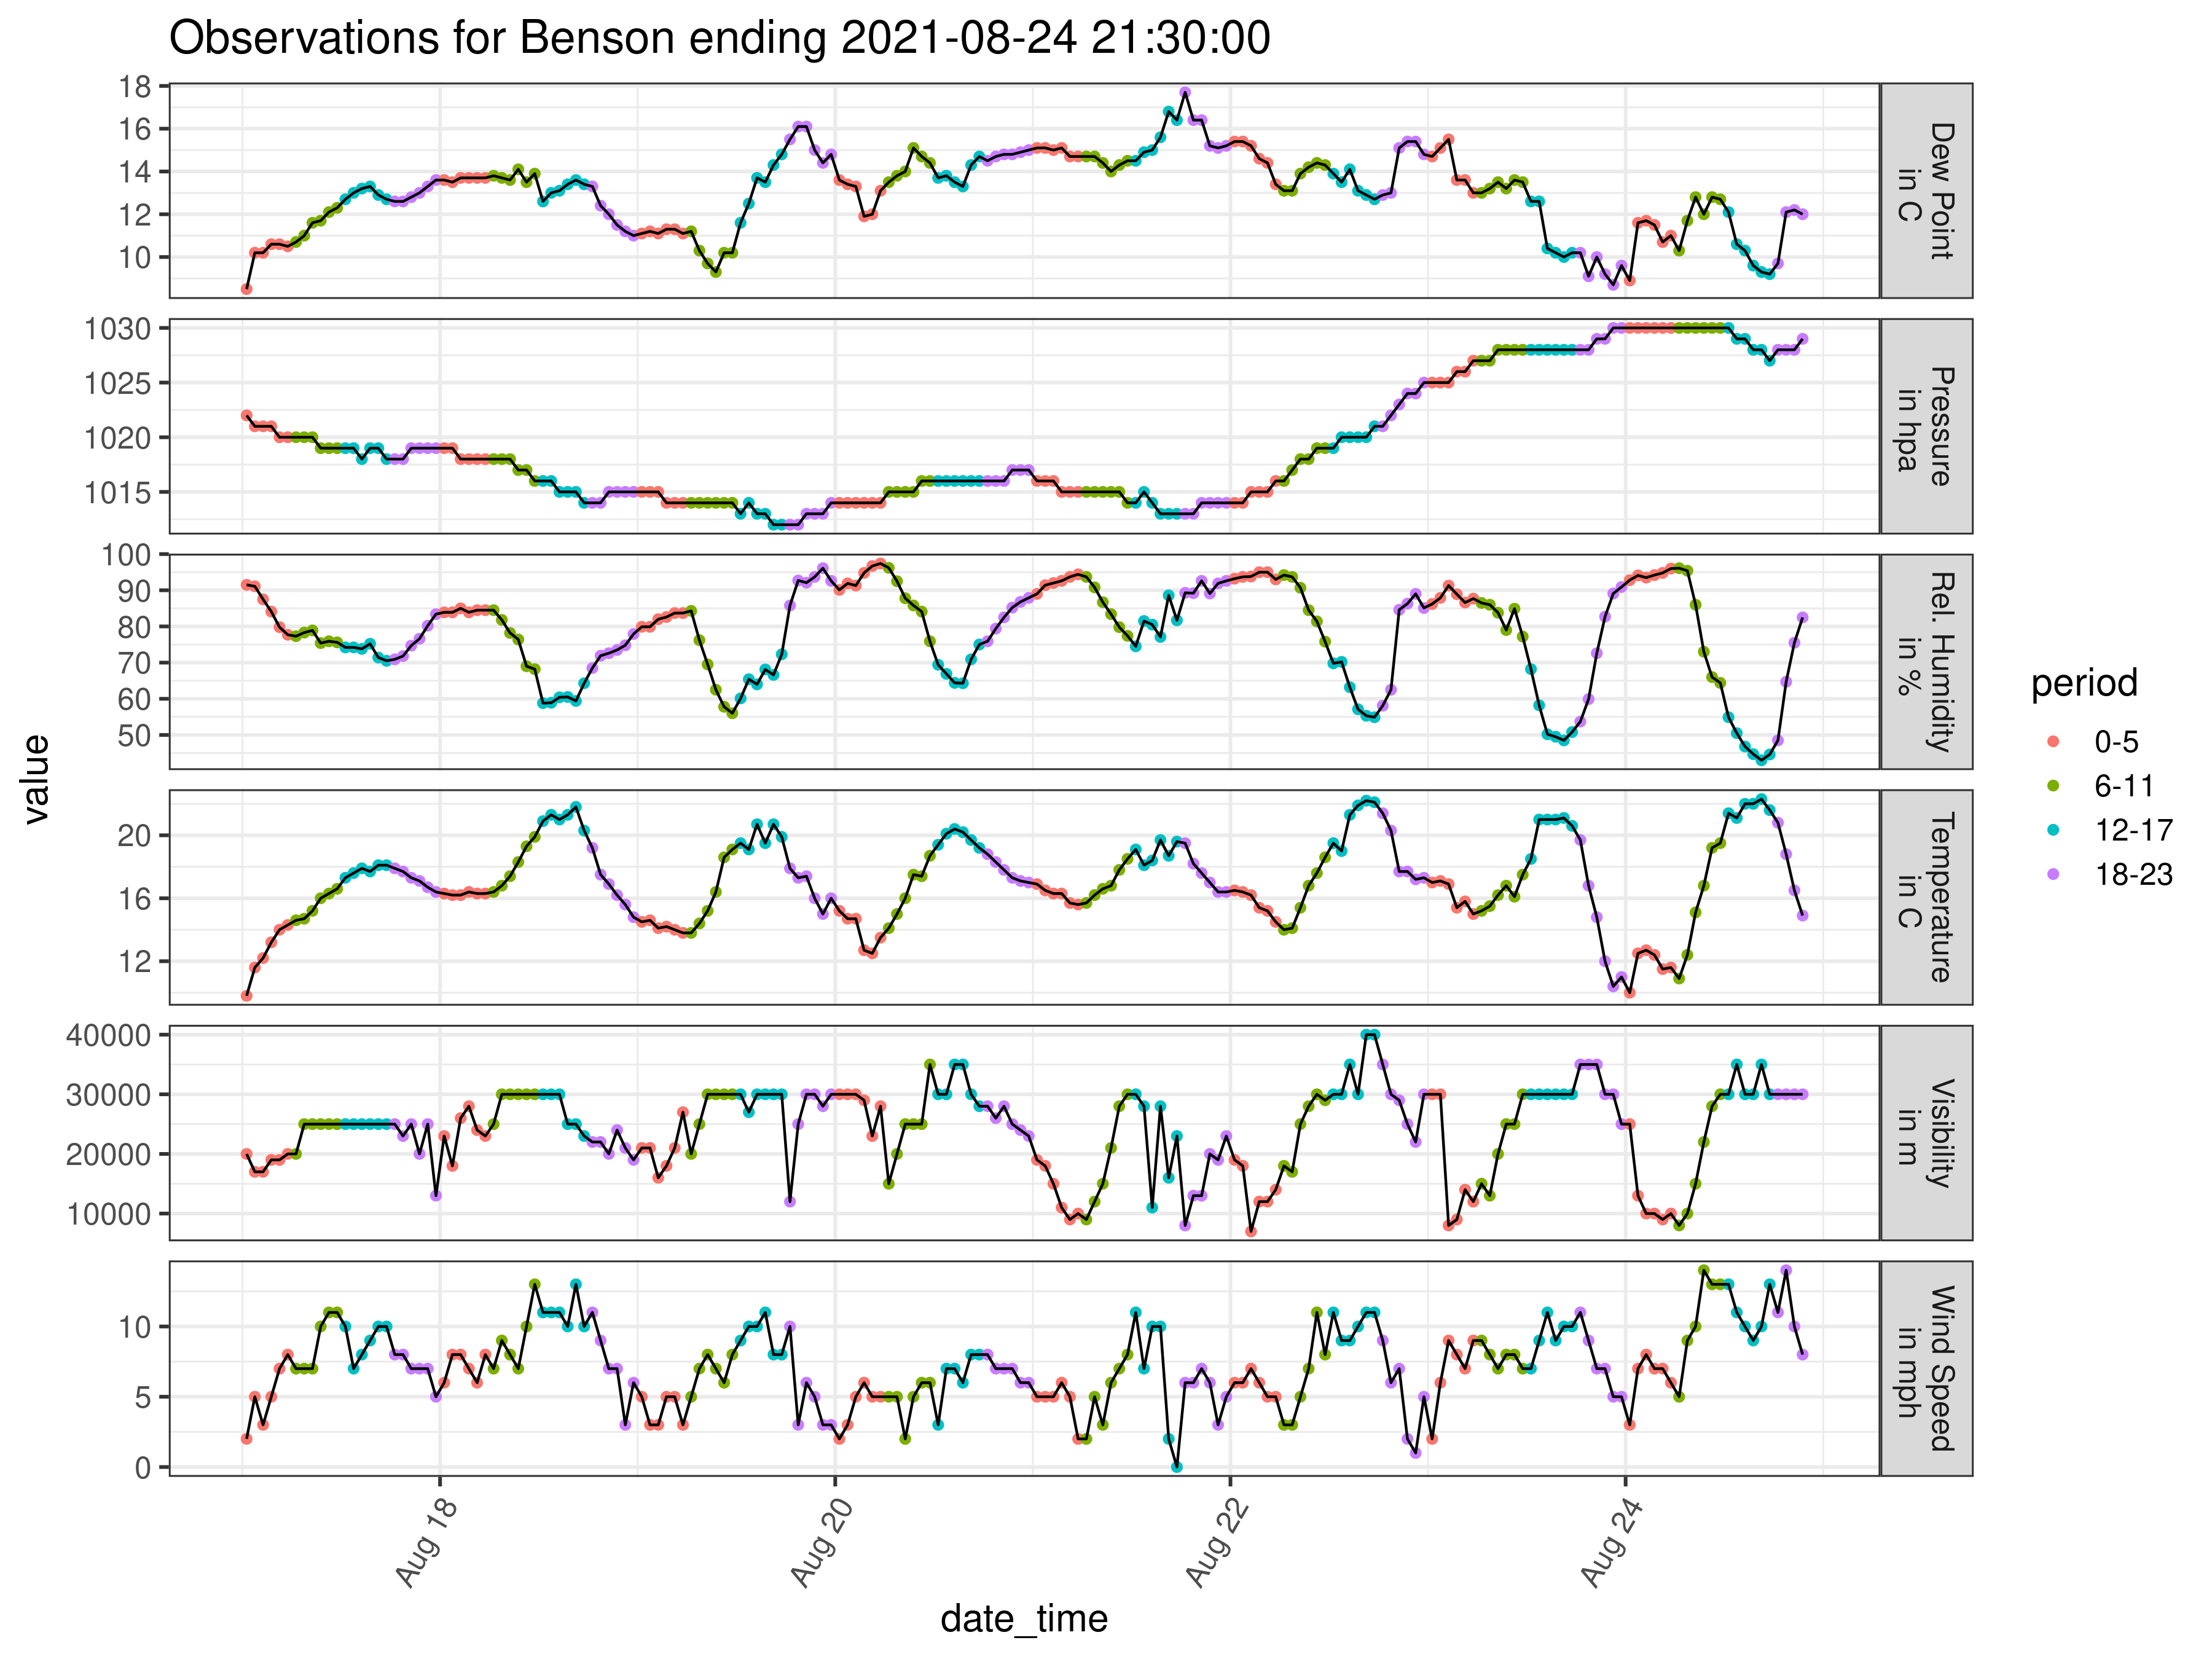 Observations for Benson ending 2021-08-24 21:30:00
18
16
14
12
10
Dew Point
in C
1030
1025
1020
1015
Pressure
in hpa
100
90
80
70
60
50
Rel. Humidity
in %
20
16
12
Temperature
in C
40000
30000
20000
10000
Visibility
in m
10
5
0
Wind Speed
in mph
value
Aug 18
Aug 20
Aug 22
Aug 24
date_time
period
0-5
6-11
12-17
18-23